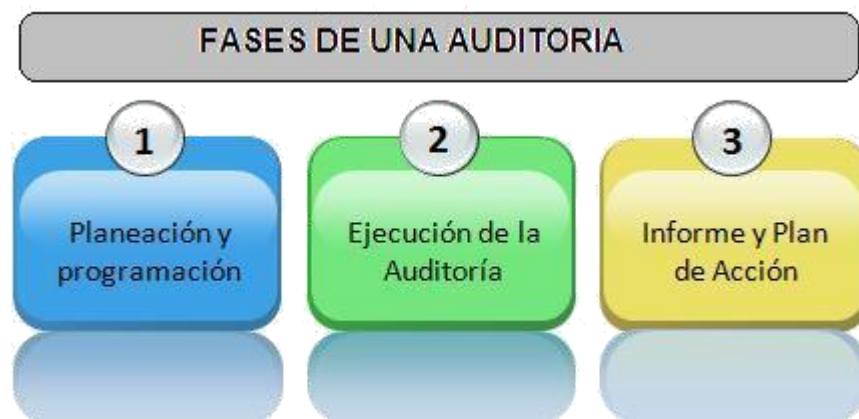 FASES DE UNA AUDITORIA
1
Planeación y
programación
2
Ejecución de la
Auditoría
3
Informe y Plan
de Acción